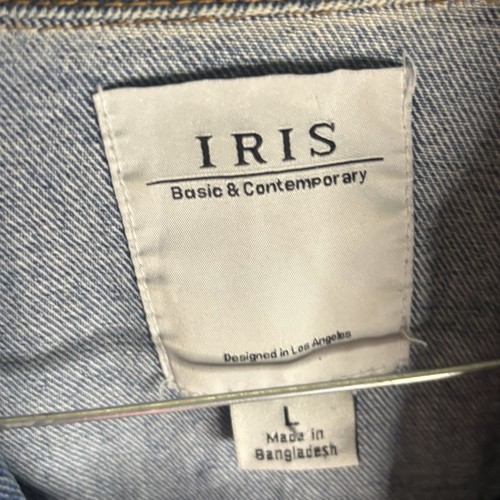 IRIS
Basic & Contemporary
Designed in Los Angeles
L
Made in
Bangladesh